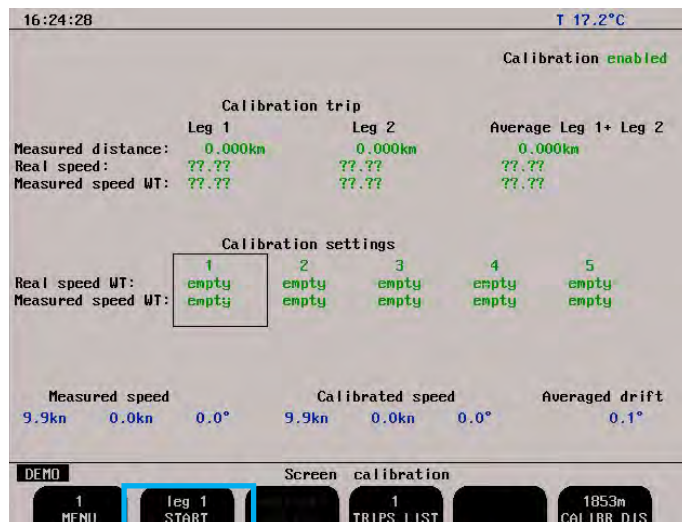 16:24:28 T 17.2°C
Calibration enabled
Calibration trip
Leg 1 Leg 2 Average Leg 1+ Leg 2
Measured distance: 0.000km 0.000km 0.000km
Real speed: ??.?? ??.?? ??.??
Measured speed WT: ??.?? ??.?? ??.??
Calibration settings
1 2 3 4 5
Real speed WT: empty empty empty empty empty
Measured speed WT: empty empty empty empty empty
Measured speed Calibrated speed Averaged drift
9.9kn 0.0kn 0.0° 9.9kn 0.0kn 0.0° 0.1°
DEMO Screen calibration
1 leg 1 1 1853m
MENU START TRIPS LIST CALIBR DIS